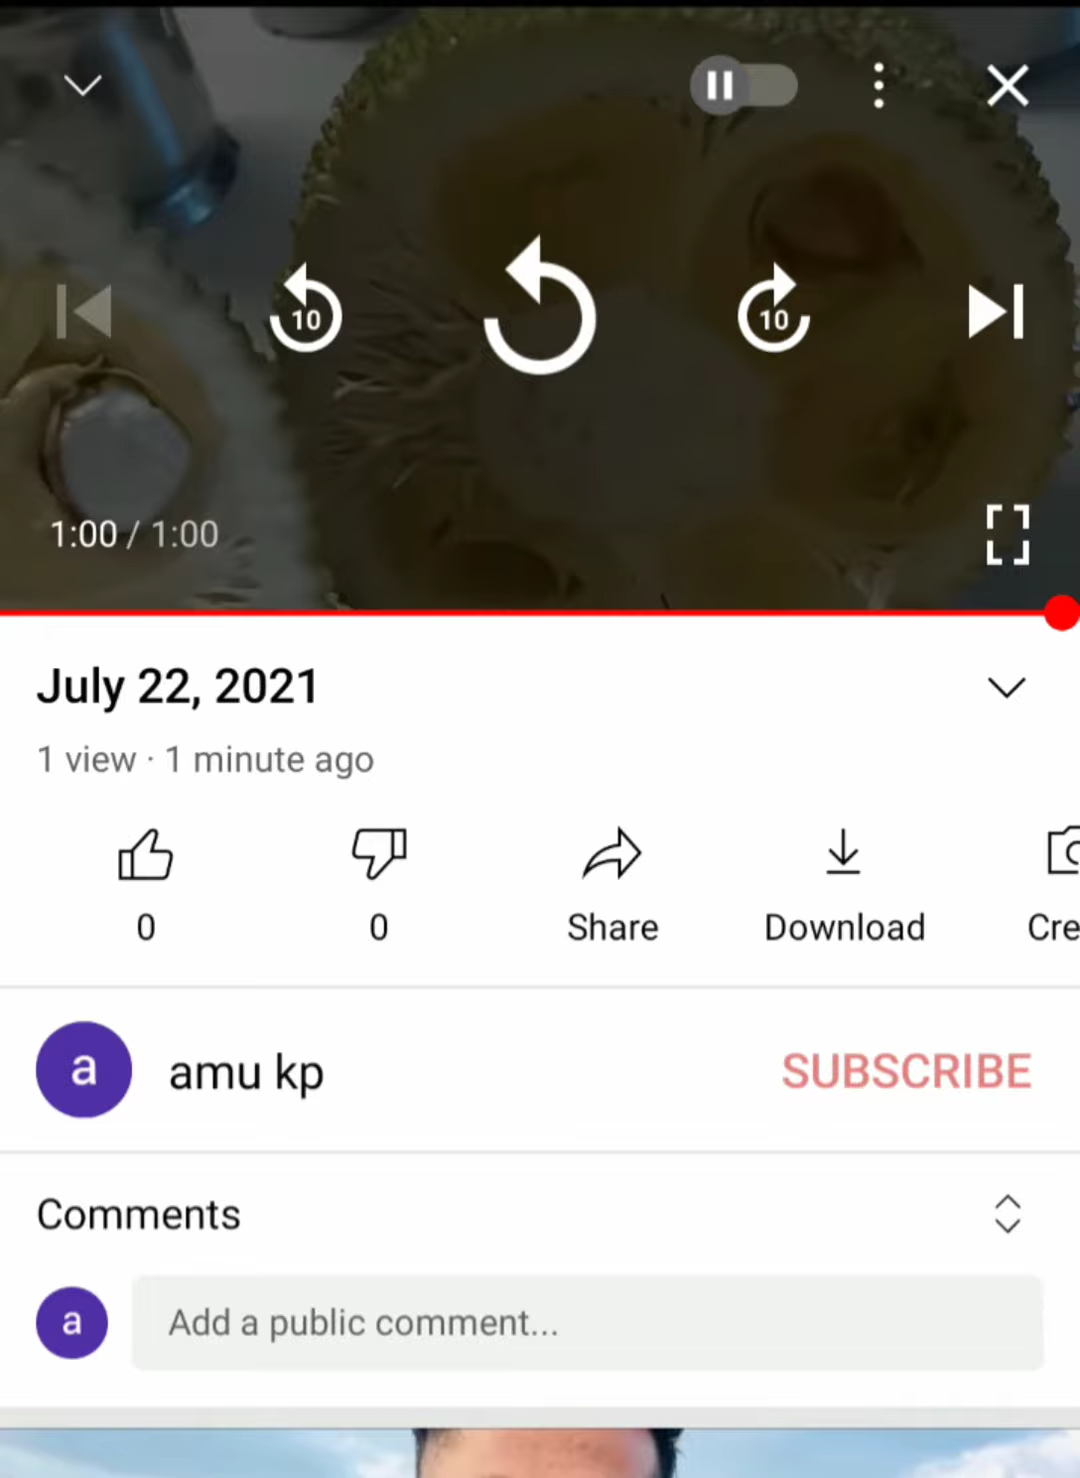 10
10
1:00 / 1:00
July 22, 2021
1 view · 1 minute ago
0
0
Share
Download
Cre
a
amu kp
SUBSCRIBE
Comments
a
Add a public comment...